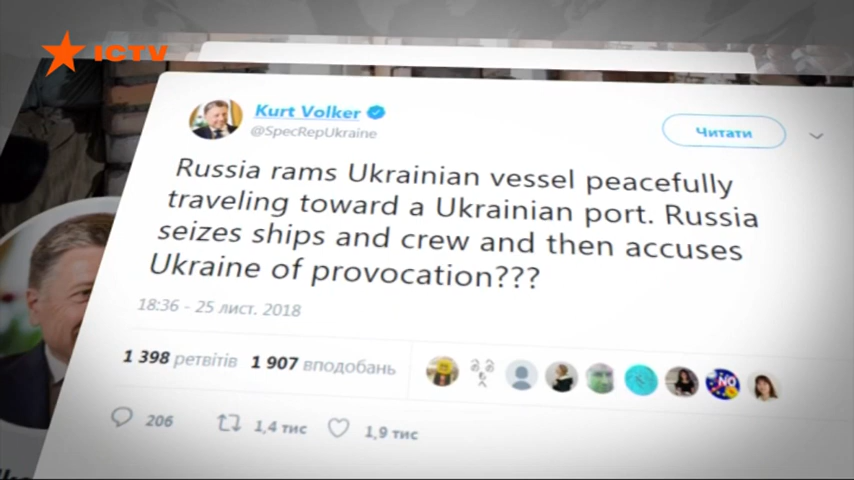 ICTV
Kurt Volker
@SpecRepUkraine
Читати
Russia rams Ukrainian vessel peacefully
traveling toward a Ukrainian port. Russia
seizes ships and crew and then accuses
Ukraine of provocation???
18:36 - 25 лист. 2018
1 398 ретвітів 1 907 вподобань
NO
206 1,4 тис 1,9 тис